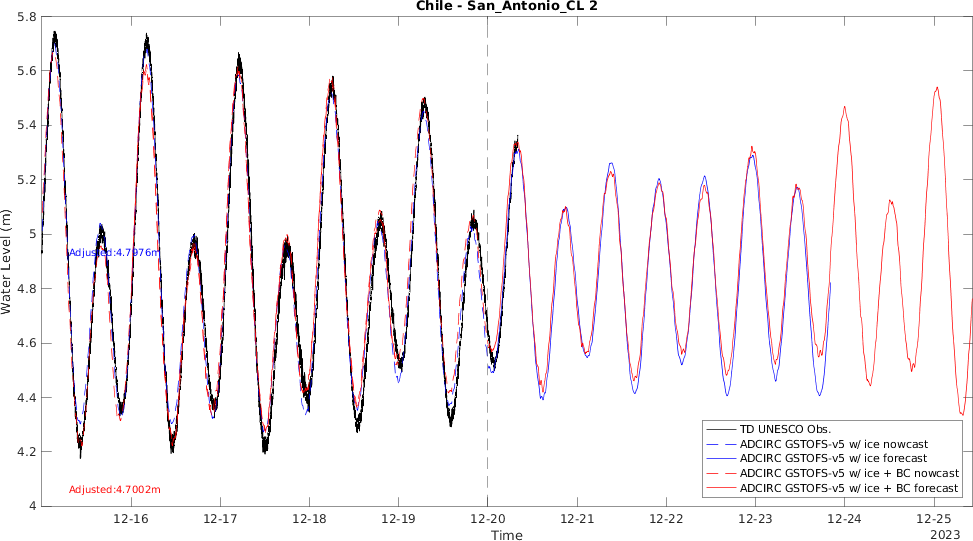 Chile - San_Antonio_CL 2
5.8
5.6
5.4
5.2
5
4.8
4.6
4.4
4.2
4
Water Level (m)
Adjusted:4.7976m
Adjusted:4.7002m
TD UNESCO Obs.
ADCIRC GSTOFS-v5 w/ ice nowcast
ADCIRC GSTOFS-v5 w/ ice forecast
ADCIRC GSTOFS-v5 w/ ice + BC nowcast
ADCIRC GSTOFS-v5 w/ ice + BC forecast
12-16 12-17 12-18 12-19 12-20 12-21 12-22 12-23 12-24 12-25
Time
2023